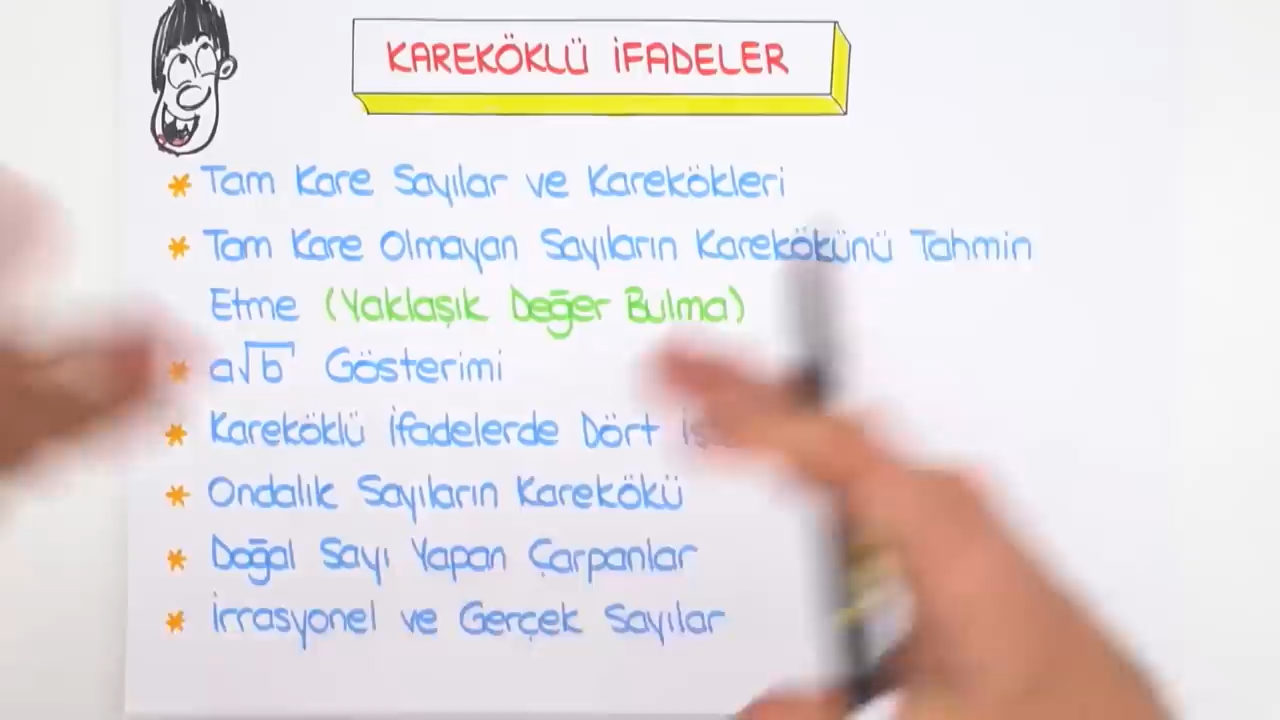 KAREKÖKLÜ İFADELER
* Tam Kare Sayılar ve Karekökleri
* Tam Kare Olmayan Sayıların Karekökünü Tahmin
Etme (Yaklaşık Değer Bulma)
* a√b Gösterimi
* Kareköklü İfadelerde Dört
* Ondalık Sayıların Karekökü
* Doğal Sayı Yapan Çarpanlar
* İrrasyonel ve Gerçek Sayılar